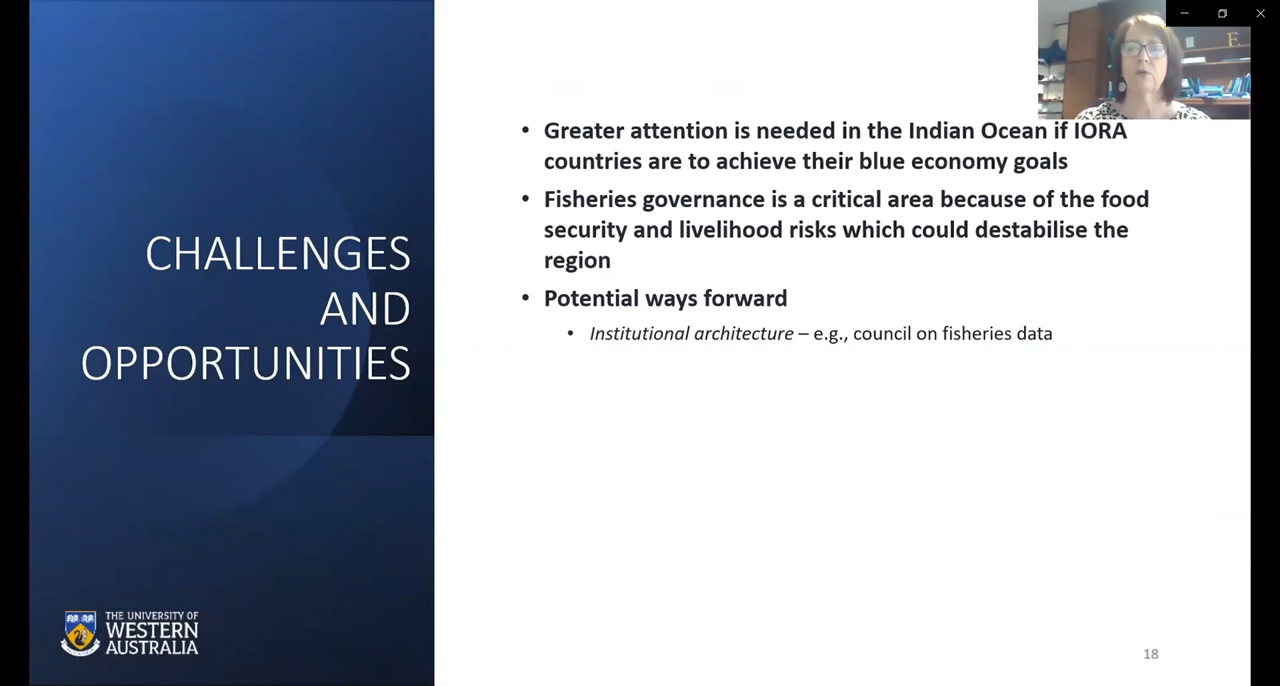 CHALLENGES
AND
OPPORTUNITIES
• Greater attention is needed in the Indian Ocean if IORA
countries are to achieve their blue economy goals
• Fisheries governance is a critical area because of the food
security and livelihood risks which could destabilise the
region
• Potential ways forward
• Institutional architecture – e.g., council on fisheries data
THE UNIVERSITY OF
WESTERN
AUSTRALIA
18